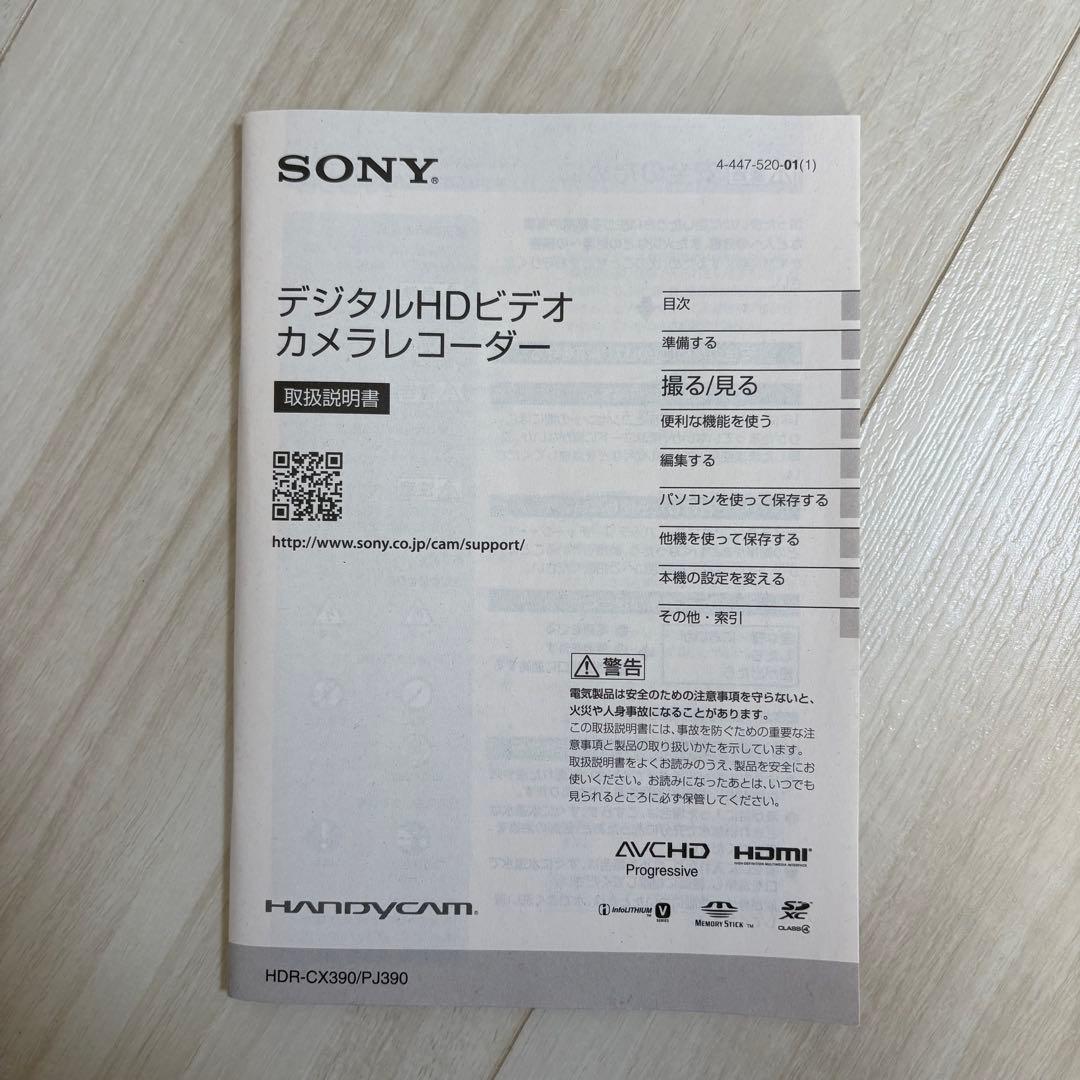 SONY®
4-447-520-01(1)
デジタルHDビデオ
カメラレコーダー
取扱説明書
http://www.sony.co.jp/cam/support/
目次
準備する
撮る/見る
便利な機能を使う
編集する
パソコンを使って保存する
他機を使って保存する
本機の設定を変える
その他・索引
警告
電気製品は安全のための注意事項を守らないと、
火災や人身事故になることがあります。
この取扱説明書には、事故を防ぐための重要な注
意事項と製品の取り扱いかたを示しています。
取扱説明書をよくお読みのうえ、製品を安全にお
使いください。お読みになったあとは、いつでも
見られるところに必ず保管してください。
AVCHD
Progressive
HDMI
HIGH-DEFINITION MULTIMEDIA INTERFACE
InfoLITHIUM™ V SERIES
MEMORY STICK™
SD XC
CLASS4
HANDYCAM®
HDR-CX390/PJ390